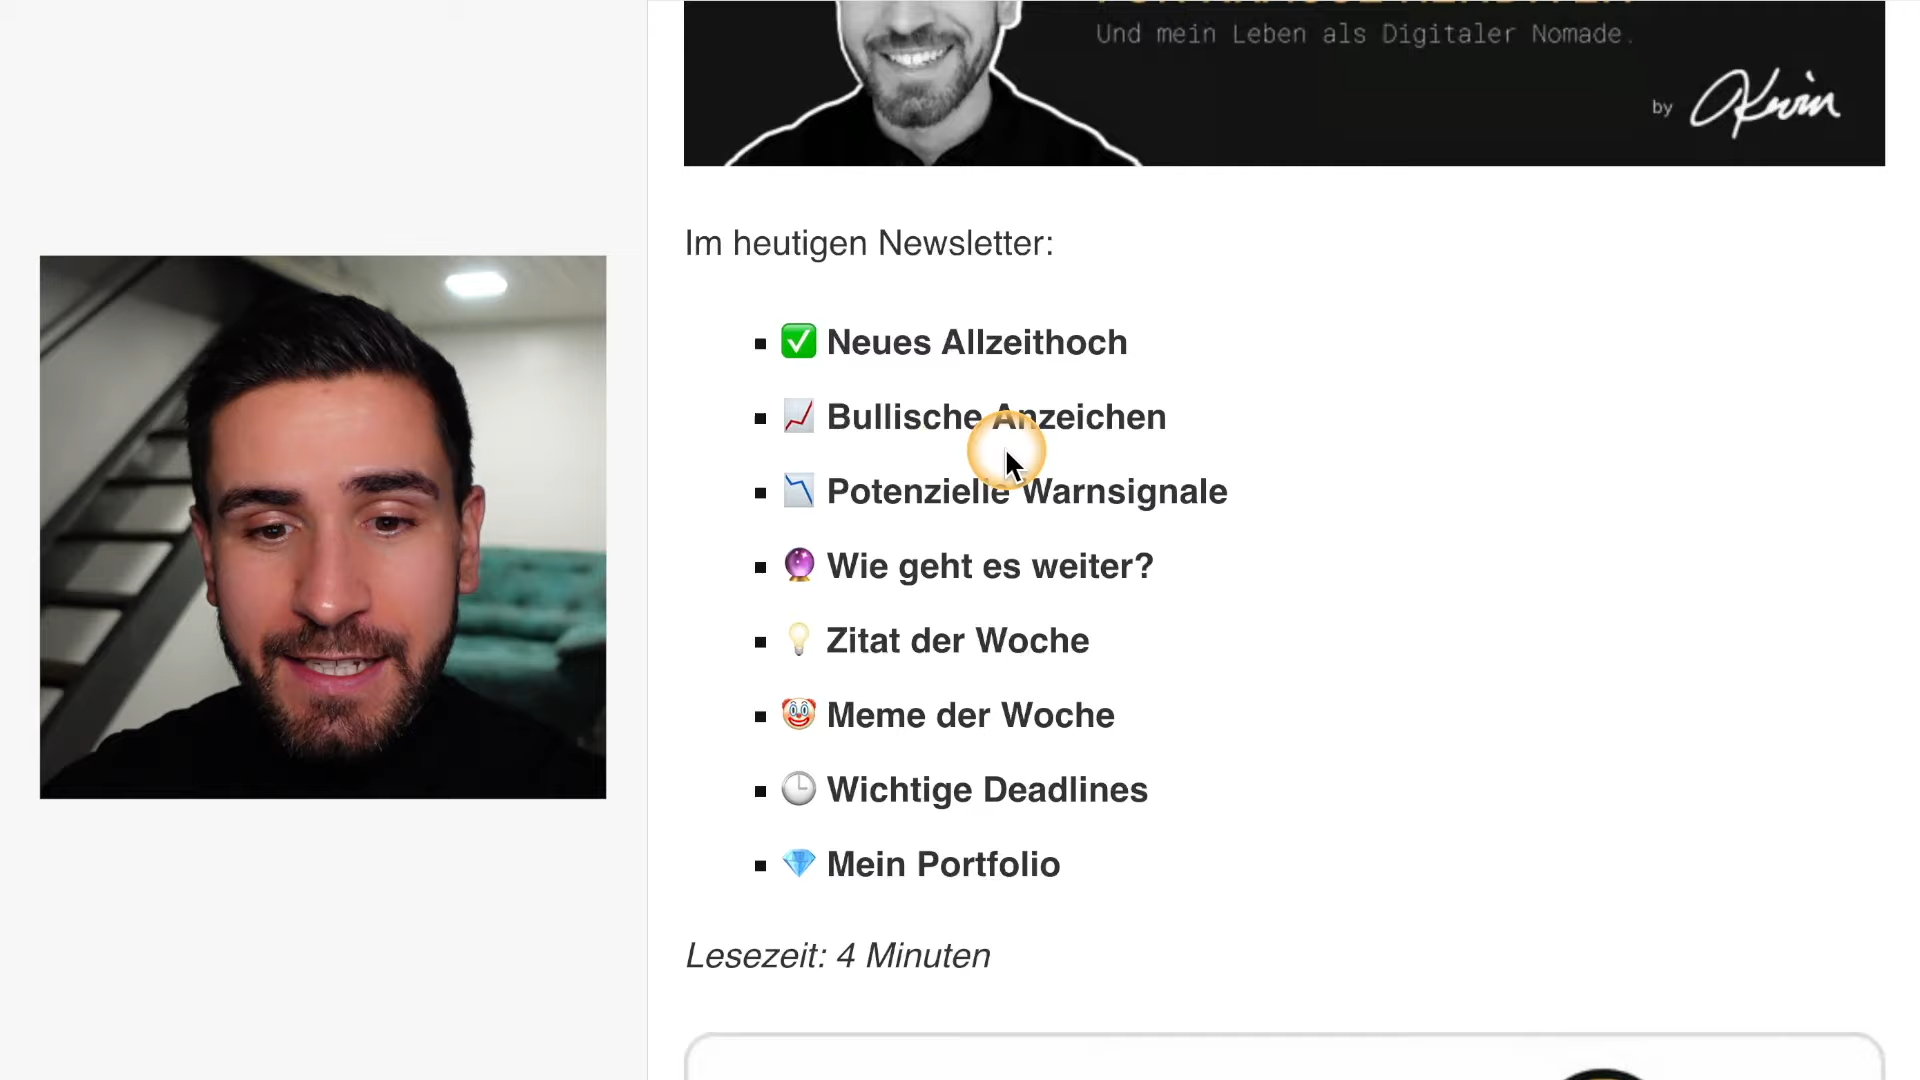 Und mein Leben als Digitaler Nomade.
by Kevin
Im heutigen Newsletter:
Neues Allzeithoch
Bullische Anzeichen
Potenzielle Warnsignale
Wie geht es weiter?
Zitat der Woche
Meme der Woche
Wichtige Deadlines
Mein Portfolio
Lesezeit: 4 Minuten